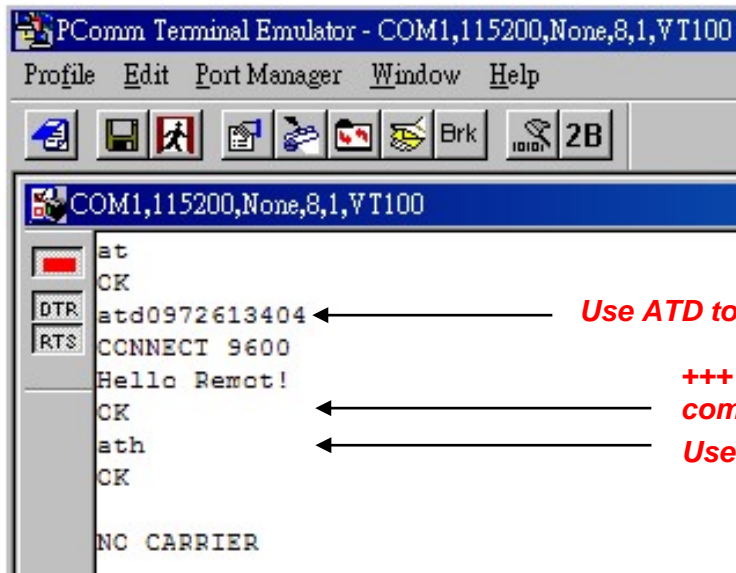 PComm Terminal Emulator - COM1,115200,None,8,1,VT100
Profile Edit Port Manager Window Help
Brk 2B
COM1,115200,None,8,1,VT100
DTR
RTS
at
OK
atd0972613404
CONNECT 9600
Hello Remot!
OK
ath
OK
NO CARRIER
Use ATD to
+++
com
Use